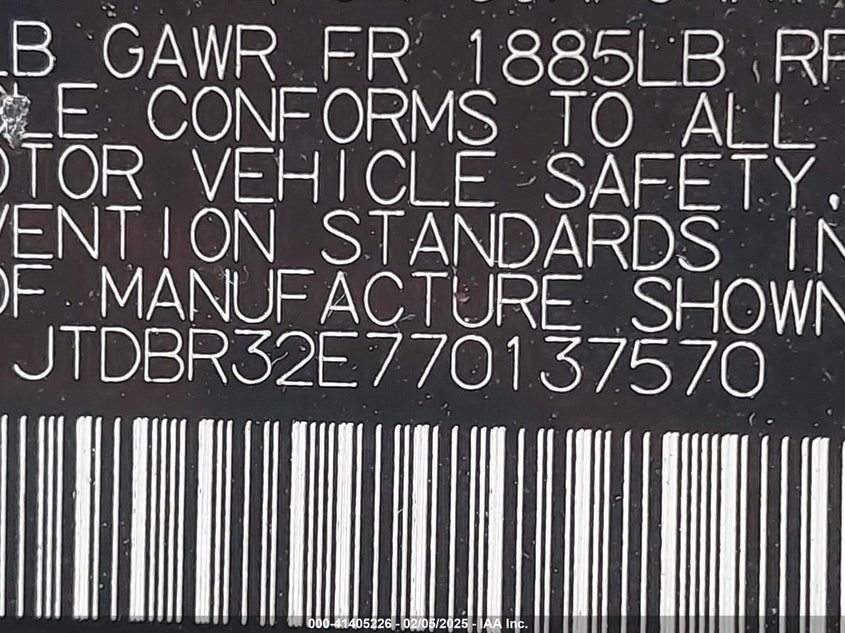 LB GAWR FR 1885LB RR
LE CONFORMS TO ALL
OTOR VEHICLE SAFETY,
VENTION STANDARDS IN
OF MANUFACTURE SHOWN
JTDBR32E770137570
000-41405226 - 02/05/2025 - IAA Inc.